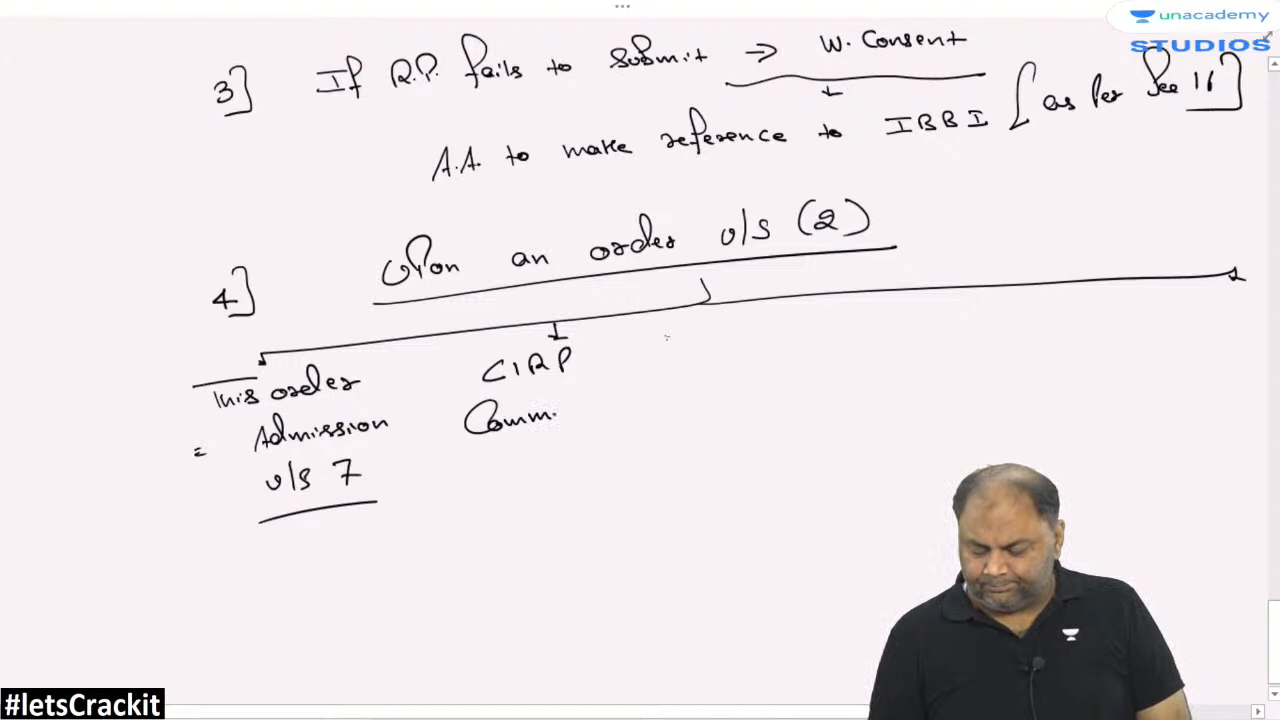 unacademy
STUDIOS
3] If R.P. fails to submit → W. Consent
A.A. to make reference to IBBI [as Per Sec 16]
4] Upon an order u/s (2)
This order CIRP
= Admission Comm.
u/s 7
#letsCrackit